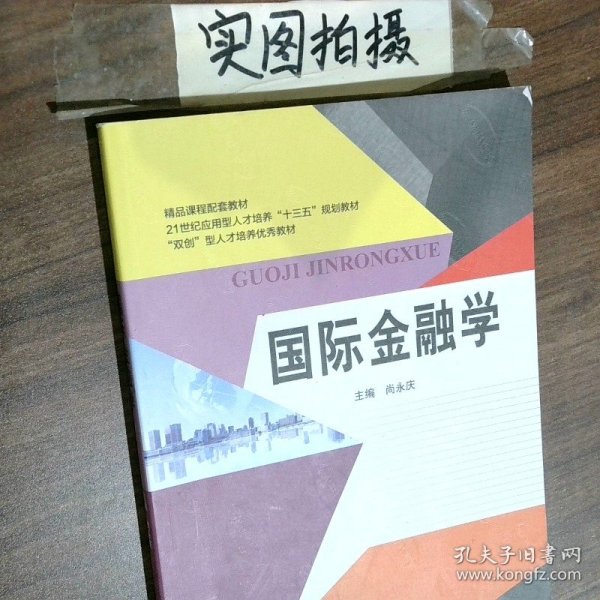 实图拍摄
精品课程配套教材
21世纪应用型人才培养“十三五”规划教材
“双创”型人才培养优秀教材
GUOJI JINRONGXUE
国际金融学
主编 尚永庆
孔夫子旧书网
www.kongfz.com